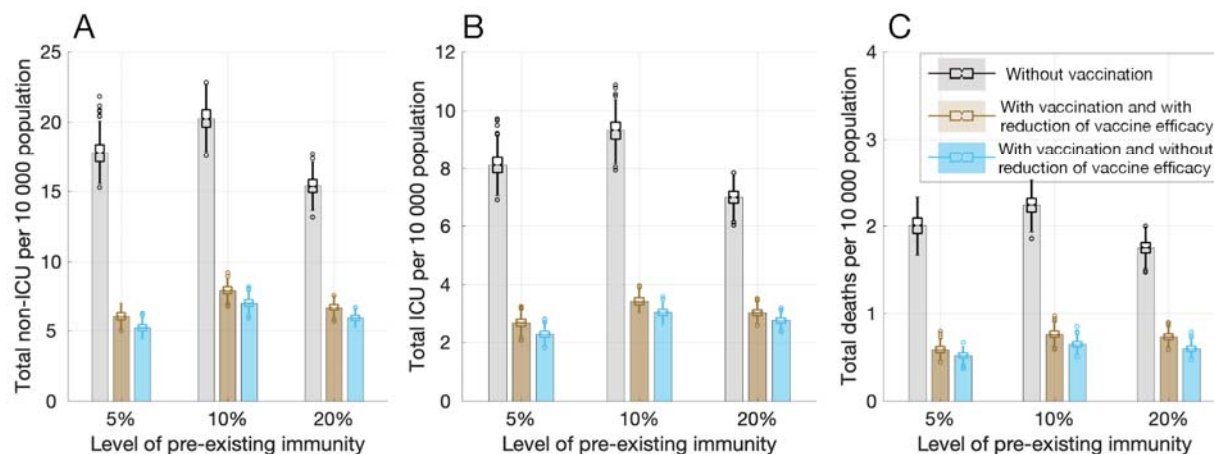 A
Total non-ICU per 10 000 population
25
20
15
10
5
0
5%
10%
20%
Level of pre-existing immunity
B
Total ICU per 10 000 population
12
10
8
6
4
2
0
5%
10%
20%
Level of pre-existing immunity
C
Total deaths per 10 000 population
4
3
2
1
0
5%
10%
20%
Level of pre-existing immunity
Without vaccination
With vaccination and with
reduction of vaccine efficacy
With vaccination and without
reduction of vaccine efficacy